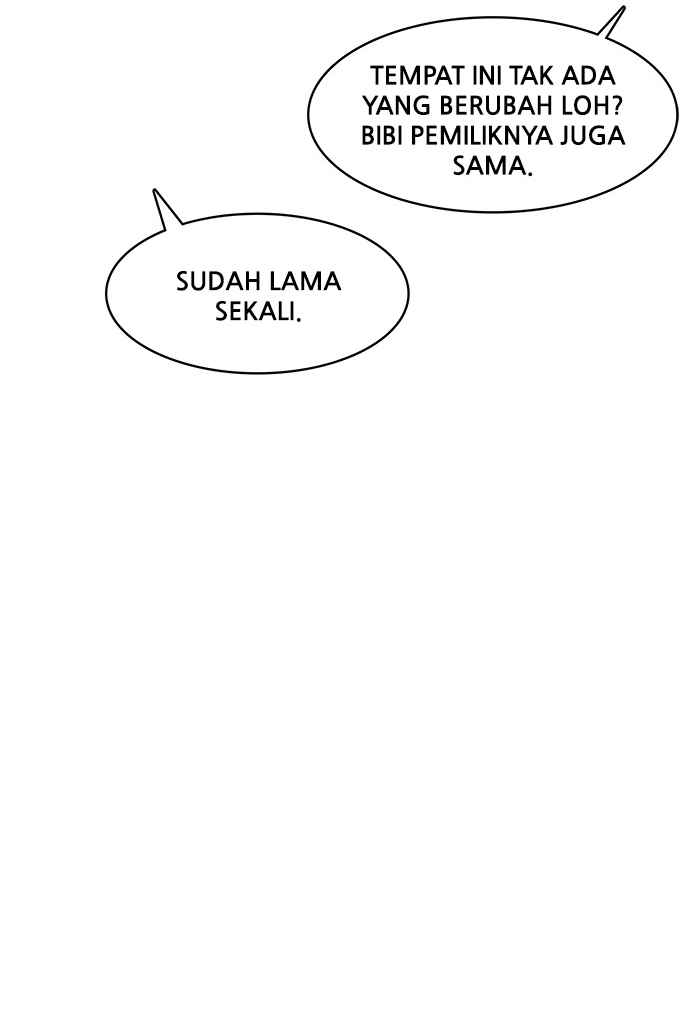 TEMPAT INI TAK ADA
YANG BERUBAH LOH?
BIBI PEMILIKNYA JUGA
SAMA.
SUDAH LAMA
SEKALI.